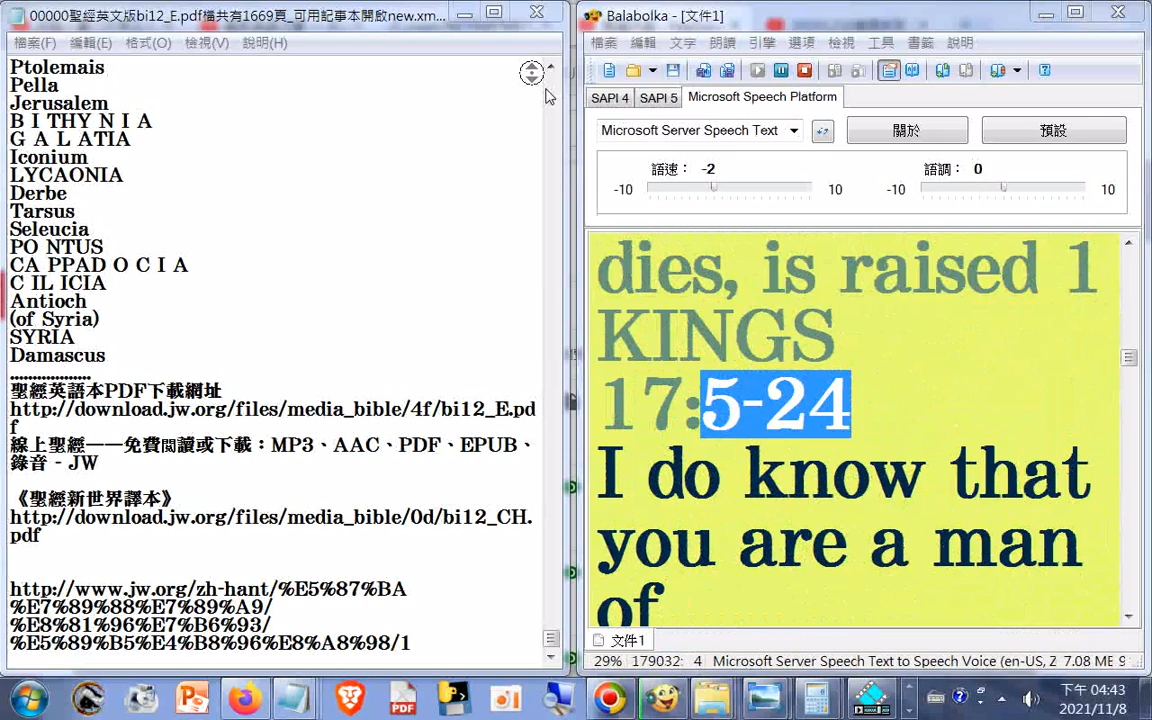 00000聖經英文版bi12_E.pdf檔共有1669頁_可用記事本開啟new.xm...
檔案(F) 編輯(E) 格式(O) 檢視(V) 說明(H)
Ptolemais
Pella
Jerusalem
B I THY N I A
G A L ATIA
Iconium
LYCAONIA
Derbe
Tarsus
Seleucia
PO NTUS
CA PPAD O C I A
C IL ICIA
Antioch
(of Syria)
SYRIA
Damascus
..................
聖經英語本PDF下載網址
http://download.jw.org/files/media_bible/4f/bi12_E.pd
f
線上聖經——免費閱讀或下載：MP3、AAC、PDF、EPUB、
錄音 - JW
《聖經新世界譯本》
http://download.jw.org/files/media_bible/0d/bi12_CH.
pdf
http://www.jw.org/zh-hant/%E5%87%BA
%E7%89%88%E7%89%A9/
%E8%81%96%E7%B6%93/
%E5%89%B5%E4%B8%96%E8%A8%98/1
Balabolka - [文件1]
檔案 編輯 文字 朗讀 引擎 選項 檢視 工具 書籤 說明
SAPI 4 SAPI 5 Microsoft Speech Platform
Microsoft Server Speech Text 關於 預設
語速： -2 語調： 0
-10 10 -10 10
dies, is raised 1
KINGS
17:5-24
I do know that
you are a man
of
文件1
29% 179032: 4 Microsoft Server Speech Text to Speech Voice (en-US, Z 7.08 MB 9
PDF
下午 04:43
2021/11/8